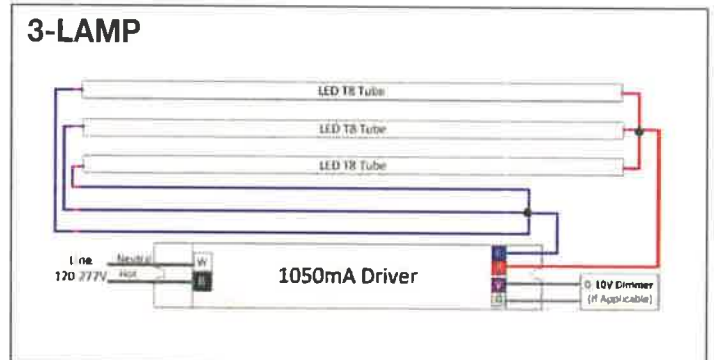 3-LAMP
LED T8 Tube
LED T8 Tube
LED T8 Tube
Line
120-277V
Neutral
Hot
W
B
1050mA Driver
R
V
G
0-10V Dimmer
(If Applicable)